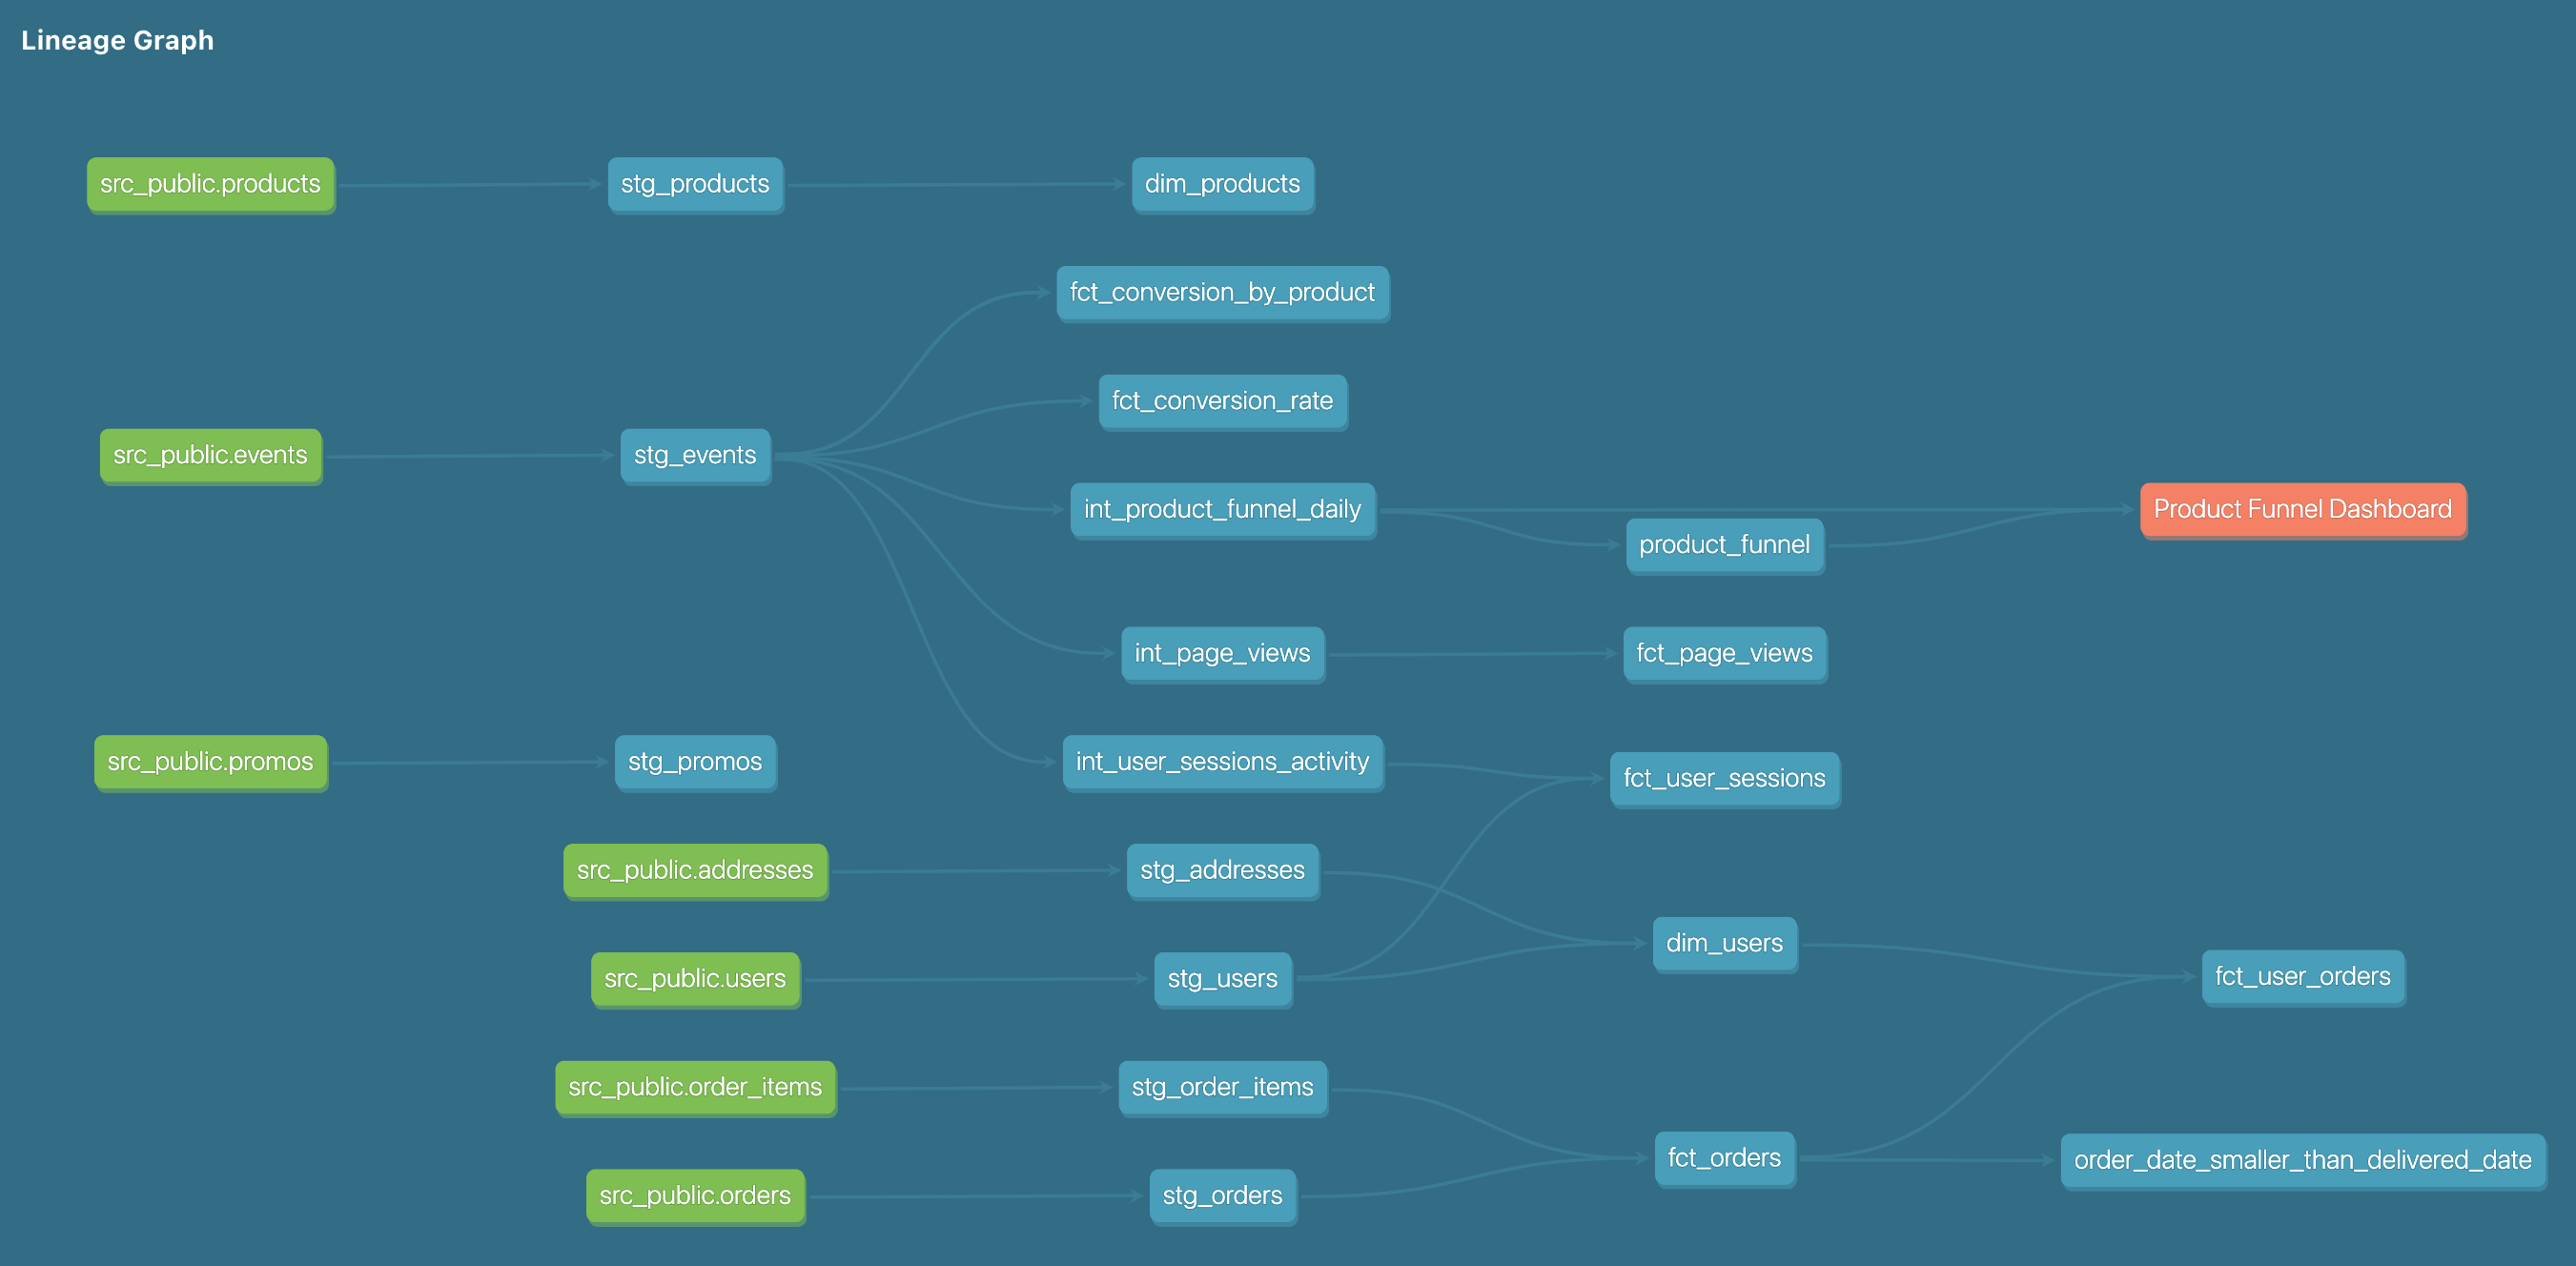 Lineage Graph
src_public.products
stg_products
dim_products
fct_conversion_by_product
fct_conversion_rate
src_public.events
stg_events
int_product_funnel_daily
Product Funnel Dashboard
product_funnel
int_page_views
fct_page_views
src_public.promos
stg_promos
int_user_sessions_activity
fct_user_sessions
src_public.addresses
stg_addresses
dim_users
src_public.users
stg_users
fct_user_orders
src_public.order_items
stg_order_items
fct_orders
order_date_smaller_than_delivered_date
src_public.orders
stg_orders